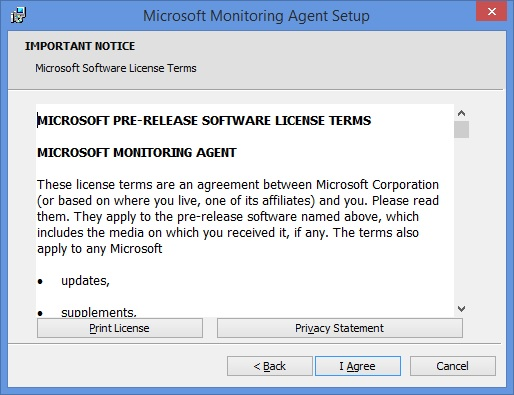 Microsoft Monitoring Agent Setup
IMPORTANT NOTICE
Microsoft Software License Terms
MICROSOFT PRE-RELEASE SOFTWARE LICENSE TERMS
MICROSOFT MONITORING AGENT
These license terms are an agreement between Microsoft Corporation
(or based on where you live, one of its affiliates) and you. Please read
them. They apply to the pre-release software named above, which
includes the media on which you received it, if any. The terms also
apply to any Microsoft
• updates,
• supplements,
Print License
Privacy Statement
< Back
I Agree
Cancel